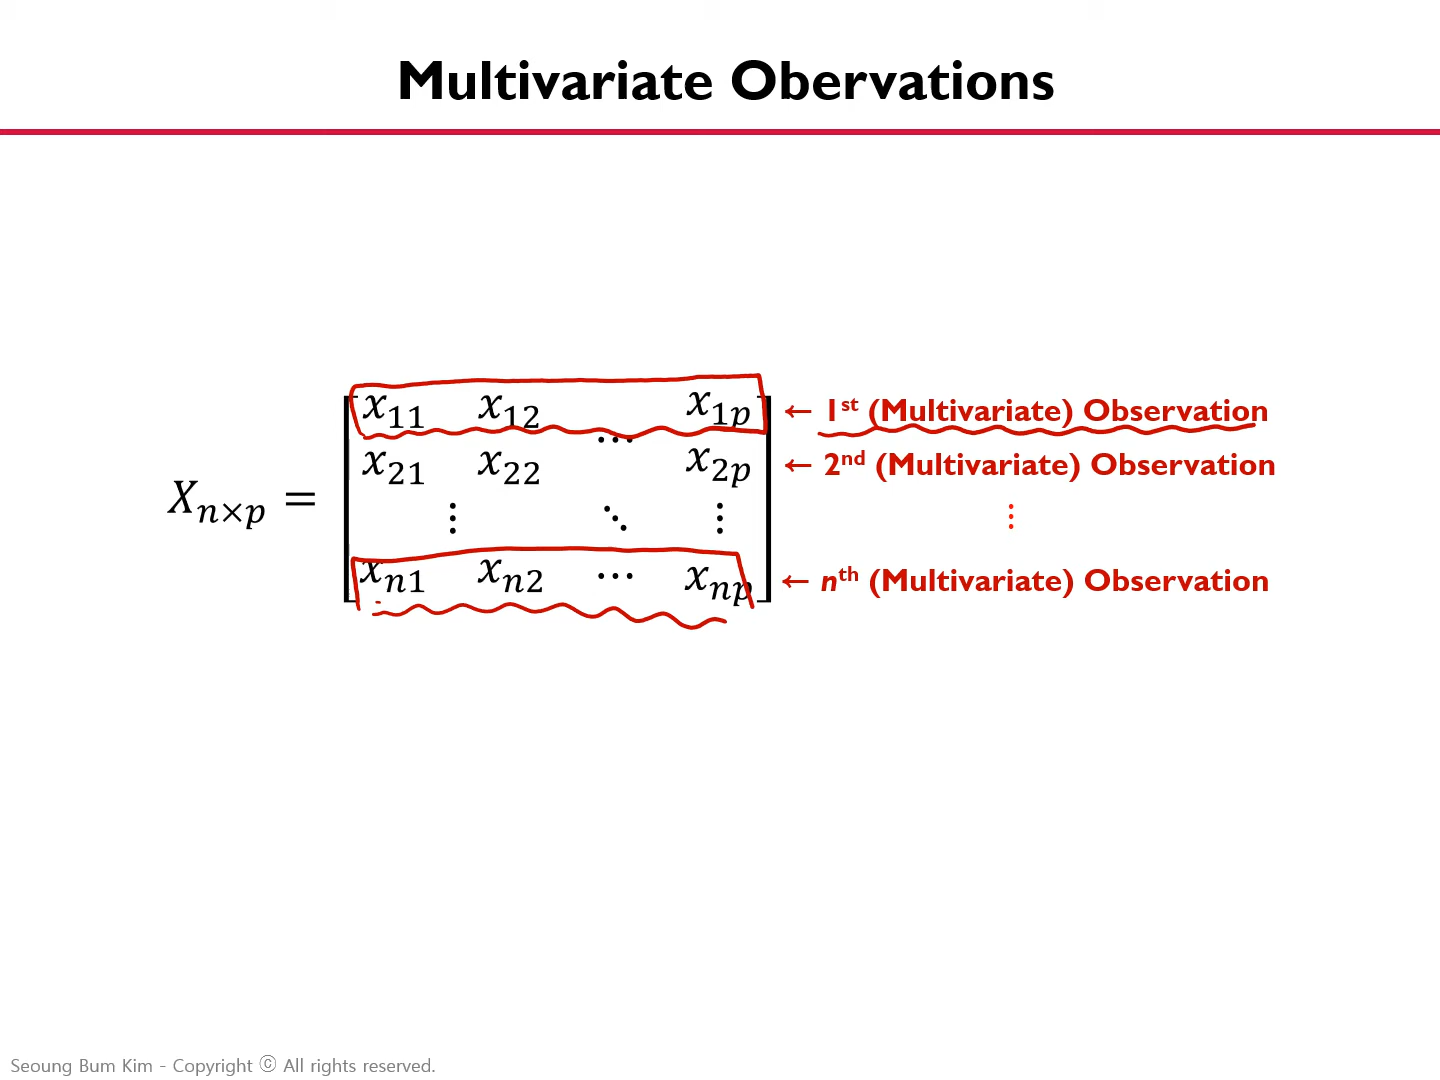 Multivariate Obervations
x11 x12 ⋯ x1p ← 1st (Multivariate) Observation
x21 x22 x2p ← 2nd (Multivariate) Observation
Xn×p =
⋮ ⋱ ⋮ ⋮
xn1 xn2 ⋯ xnp ← nth (Multivariate) Observation
Seoung Bum Kim - Copyright ⓒ All rights reserved.